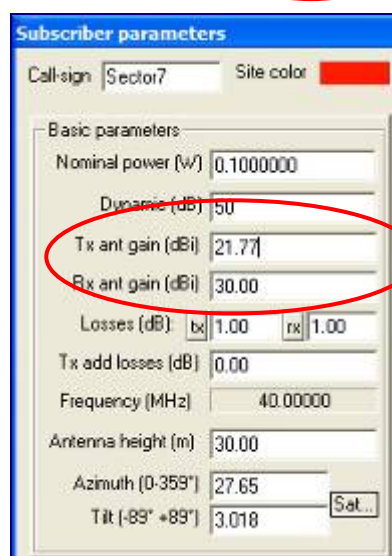 Subscriber parameters
Call-sign Sector7 Site color
Basic parameters
Nominal power (W) 0.1000000
Dynamic (dB) 50
Tx ant gain (dBi) 21.77
Rx ant gain (dBi) 30.00
Losses (dB): tx 1.00 rx 1.00
Tx add losses (dB) 0.00
Frequency (MHz) 40.00000
Antenna height (m) 30.00
Azimuth (0-359°) 27.65
Tilt (-89° +89°) 3.018 Sat...